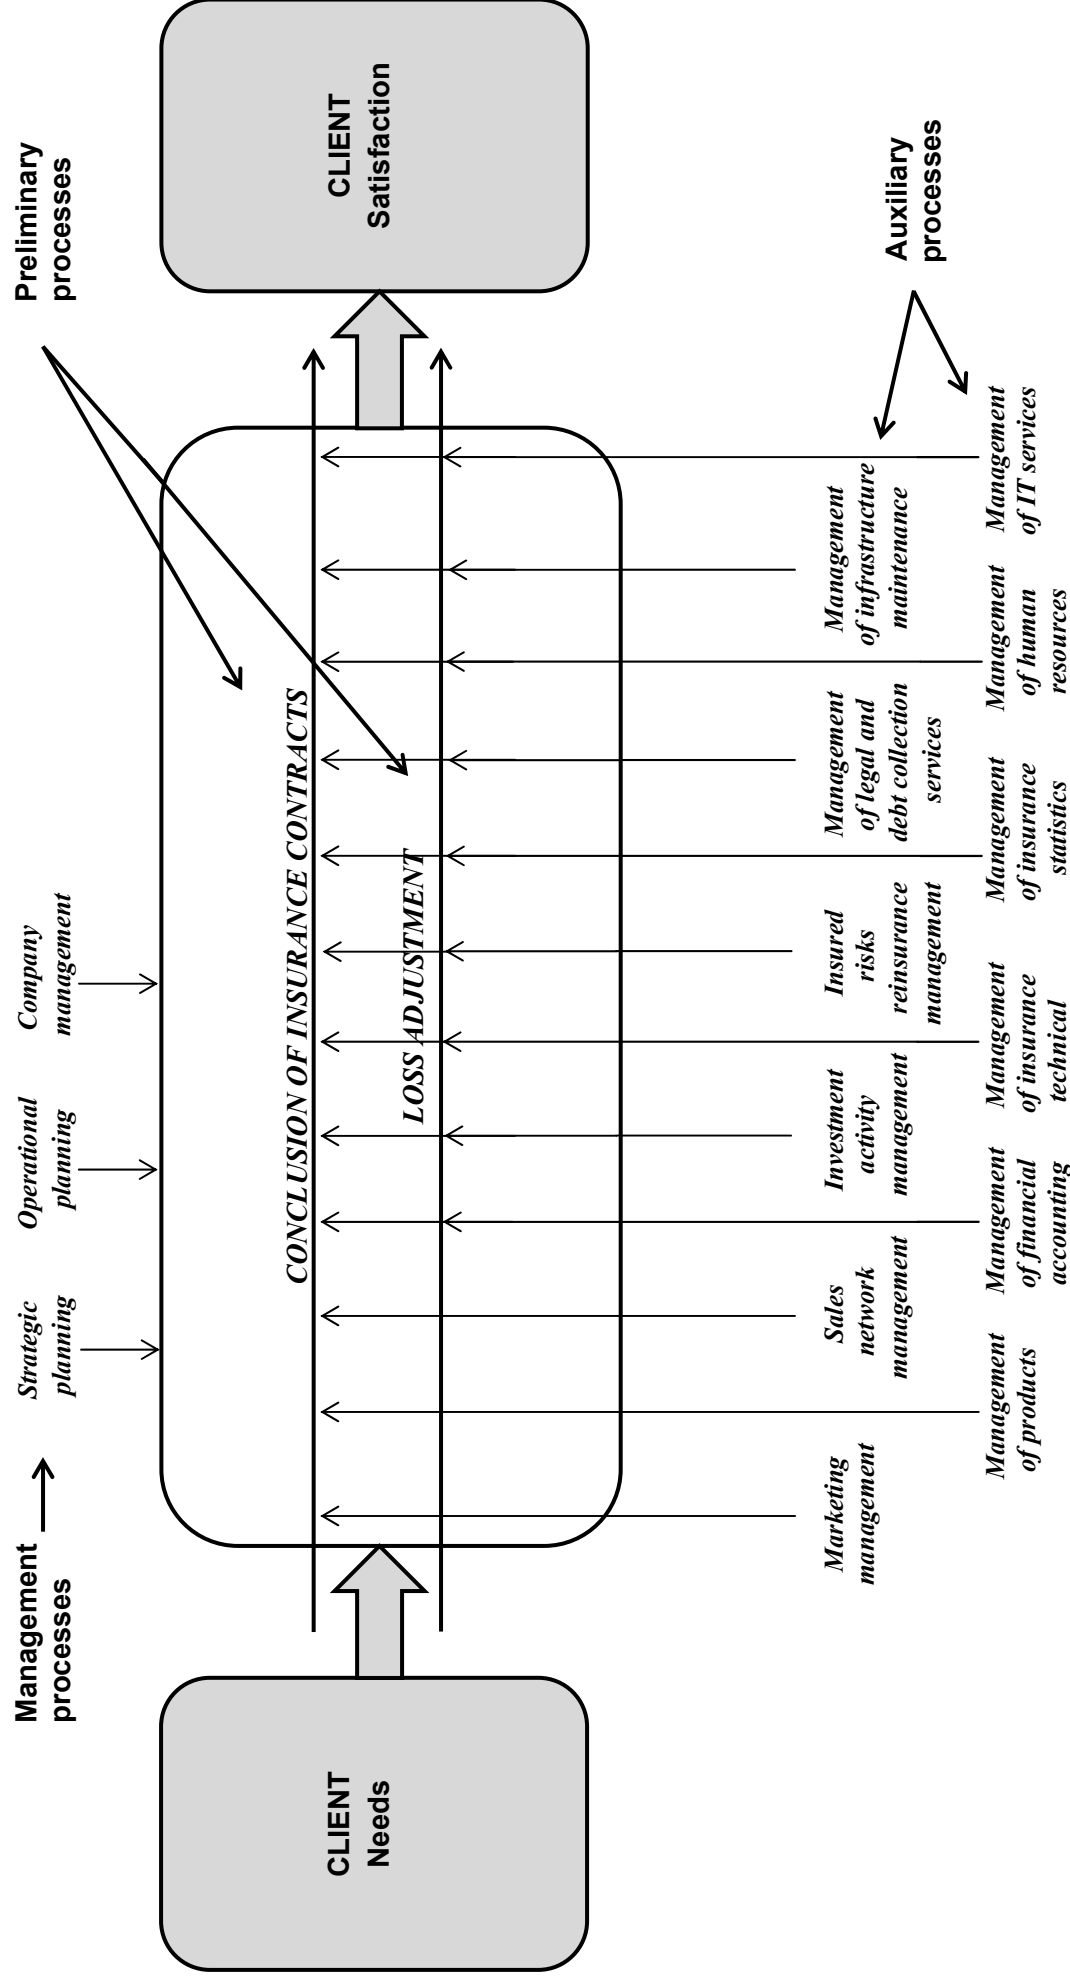 Management
processes
Strategic
planning
Operational
planning
Company
management
Preliminary
processes
CLIENT
Needs
CONCLUSION OF INSURANCE CONTRACTS
LOSS ADJUSTMENT
CLIENT
Satisfaction
Marketing
management
Sales
network
management
Investment
activity
management
Insured
risks
reinsurance
management
Management
of legal and
debt collection
services
Management
of infrastructure
maintenance
Auxiliary
processes
Management
of products
Management
of financial
accounting
Management
of insurance
technical
Management
of insurance
statistics
Management
of human
resources
Management
of IT services